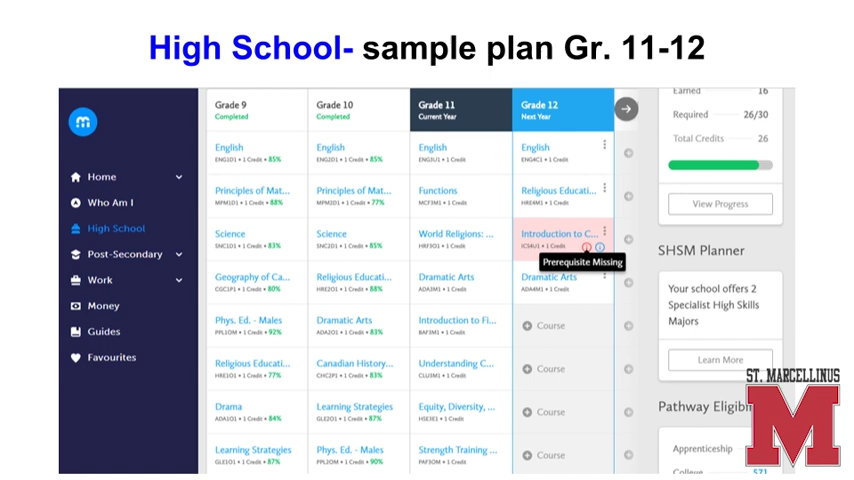 High School- sample plan Gr. 11-12
m
Home
Who Am I
High School
Post-Secondary
Work
Money
Guides
Favourites
Grade 9
Completed
English
ENG1D1 • 1 Credit • 85%
Principles of Mat...
MPM1D1 • 1 Credit • 88%
Science
SNC1D1 • 1 Credit • 83%
Geography of Ca...
CGC1P1 • 1 Credit • 80%
Phys. Ed. - Males
PPL1OM • 1 Credit • 92%
Religious Educati...
HRE1O1 • 1 Credit • 77%
Drama
ADA1O1 • 1 Credit • 84%
Learning Strategies
GLE1O1 • 1 Credit • 87%
Grade 10
Completed
English
ENG2D1 • 1 Credit • 85%
Principles of Mat...
MPM2D1 • 1 Credit • 77%
Science
SNC2D1 • 1 Credit • 85%
Religious Educati...
HRE2O1 • 1 Credit • 88%
Dramatic Arts
ADA2O1 • 1 Credit • 83%
Canadian History...
CHC2P1 • 1 Credit • 83%
Learning Strategies
GLE2O1 • 1 Credit • 87%
Phys. Ed. - Males
PPL2OM • 1 Credit • 90%
Grade 11
Current Year
English
ENG3U1 • 1 Credit
Functions
MCF3M1 • 1 Credit
World Religions: ...
HRF3O1 • 1 Credit
Dramatic Arts
ADA3M1 • 1 Credit
Introduction to Fi...
BAF3M1 • 1 Credit
Understanding C...
CLU3M1 • 1 Credit
Equity, Diversity, ...
HSE3E1 • 1 Credit
Strength Training ...
PAF3OM • 1 Credit
Grade 12
Next Year
English
ENG4C1 • 1 Credit
Religious Educati...
HRE4M1 • 1 Credit
Introduction to C...
ICS4U1 • 1 Credit
Prerequisite Missing
Dramatic Arts
ADA4M1 • 1 Credit
Course
Course
Course
Course
Earned 16
Required 26/30
Total Credits 26
View Progress
SHSM Planner
Your school offers 2
Specialist High Skills
Majors
Learn More
Pathway Eligibi
Apprenticeship
College 571
ST. MARCELLINUS
M